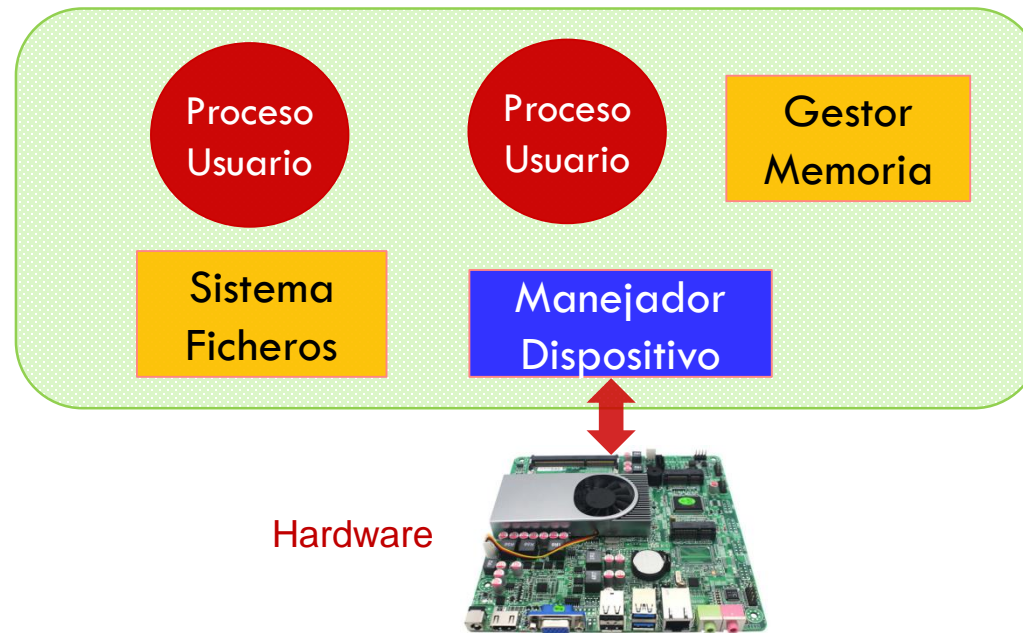 Proceso
Usuario
Proceso
Usuario
Gestor
Memoria
Sistema
Ficheros
Manejador
Dispositivo
Hardware